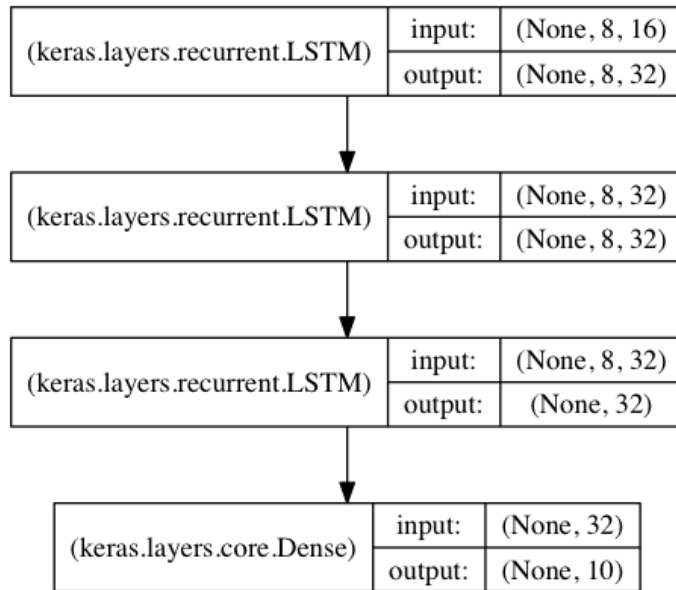 (keras.layers.recurrent.LSTM)
input:
(None, 8, 16)
output:
(None, 8, 32)
(keras.layers.recurrent.LSTM)
input:
(None, 8, 32)
output:
(None, 8, 32)
(keras.layers.recurrent.LSTM)
input:
(None, 8, 32)
output:
(None, 32)
(keras.layers.core.Dense)
input:
(None, 32)
output:
(None, 10)